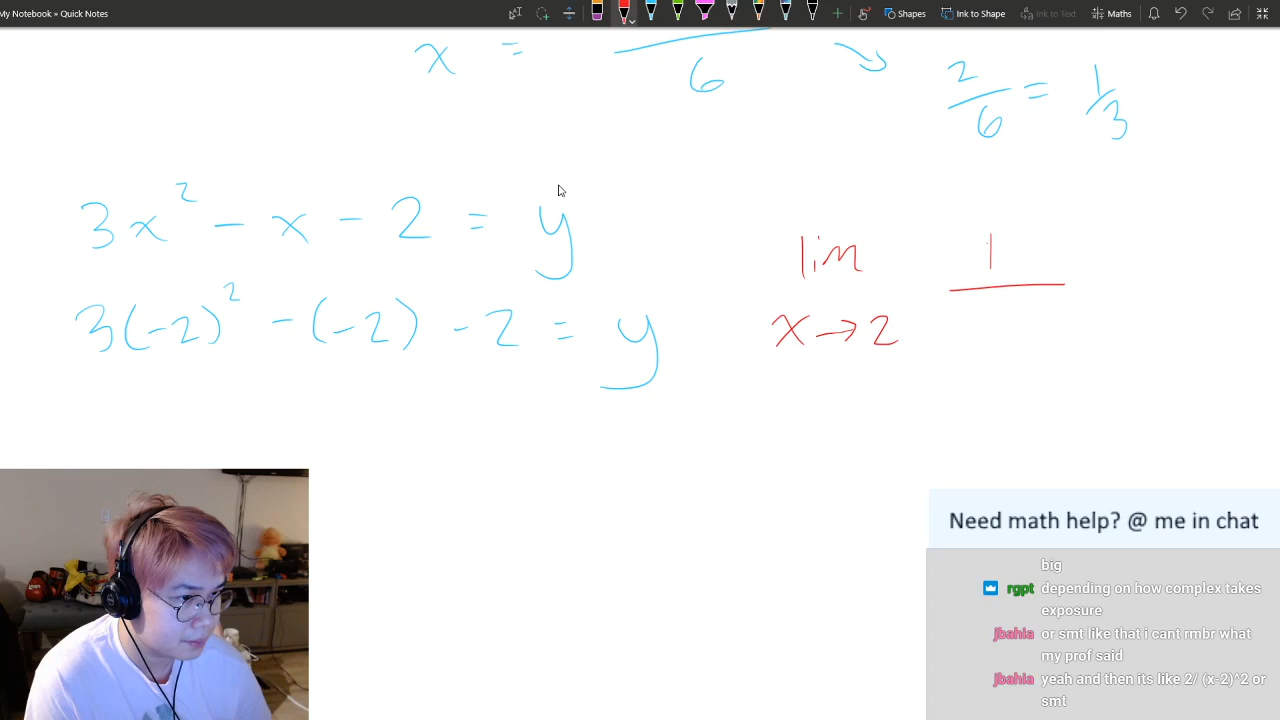 My Notebook » Quick Notes
Shapes
Ink to Shape
Ink to Text
Maths
x =
6
2/6 = 1/3
3x² - x - 2 = y
3(-2)² - (-2) - 2 = y
lim
x → 2
1
Need math help? @ me in chat
big
rgpt depending on how complex takes
exposure
jbahia or smt like that i cant rmbr what
my prof said
jbahia yeah and then its like 2/ (x-2)^2 or
smt